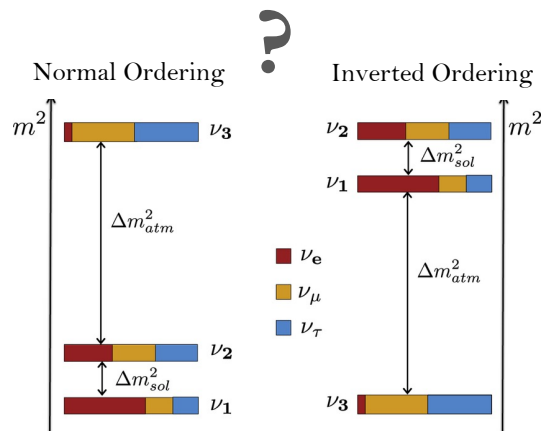 ?
Normal Ordering
Inverted Ordering
m²
ν₃
Δm²ₐₜₘ
ν₂
Δm²ₛₒₗ
ν₁
νₑ
ν_μ
ν_τ
m²
ν₂
Δm²ₛₒₗ
ν₁
Δm²ₐₜₘ
ν₃